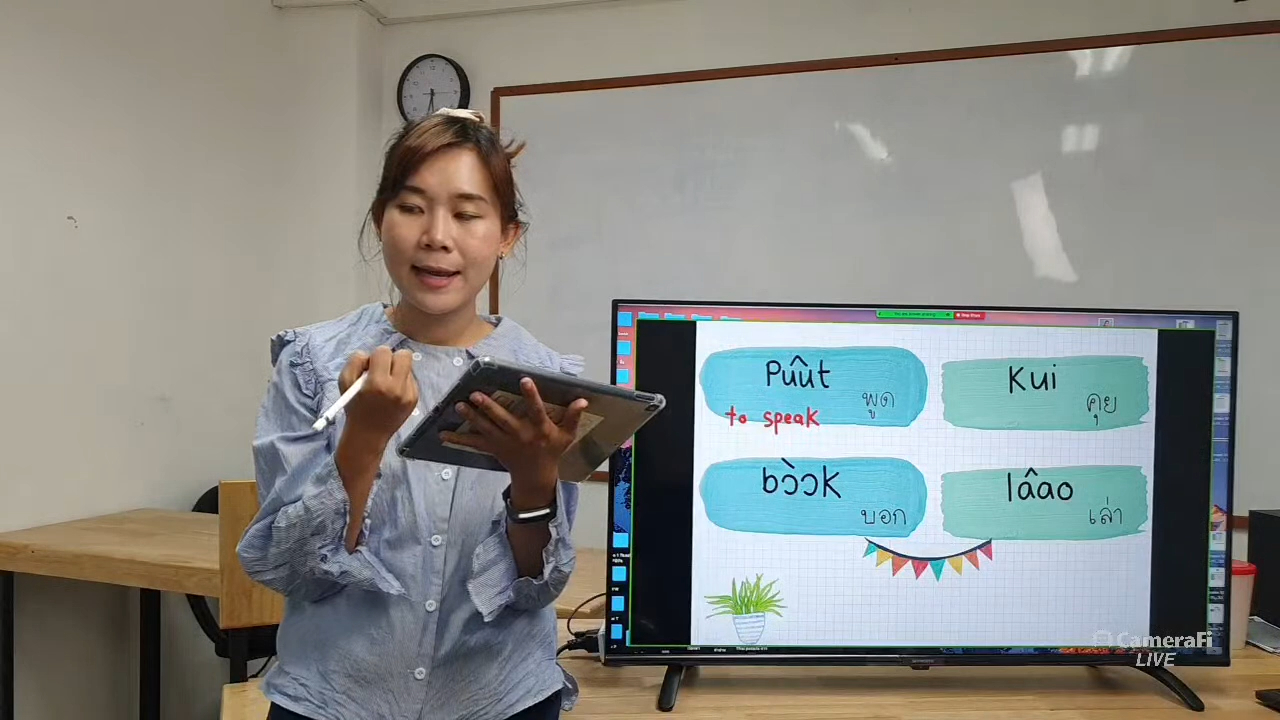 Pûut
พูด
to speak
Kui
คุย
bɔ̀ɔk
บอก
lâao
เล่า
CameraFi
LIVE